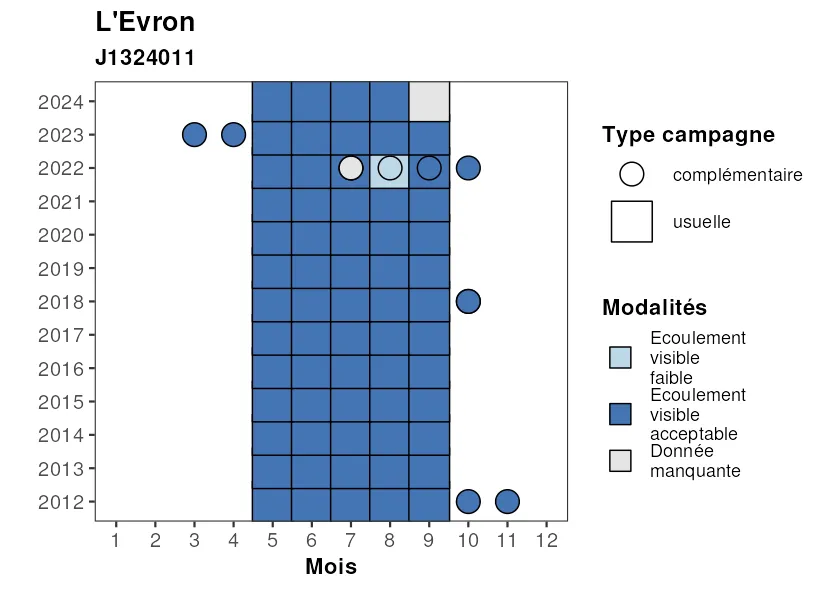 L'Evron
J1324011
2024
2023
2022
2021
2020
2019
2018
2017
2016
2015
2014
2013
2012
1 2 3 4 5 6 7 8 9 10 11 12
Mois
Type campagne
complémentaire
usuelle
Modalités
Ecoulement
visible
faible
Ecoulement
visible
acceptable
Donnée
manquante